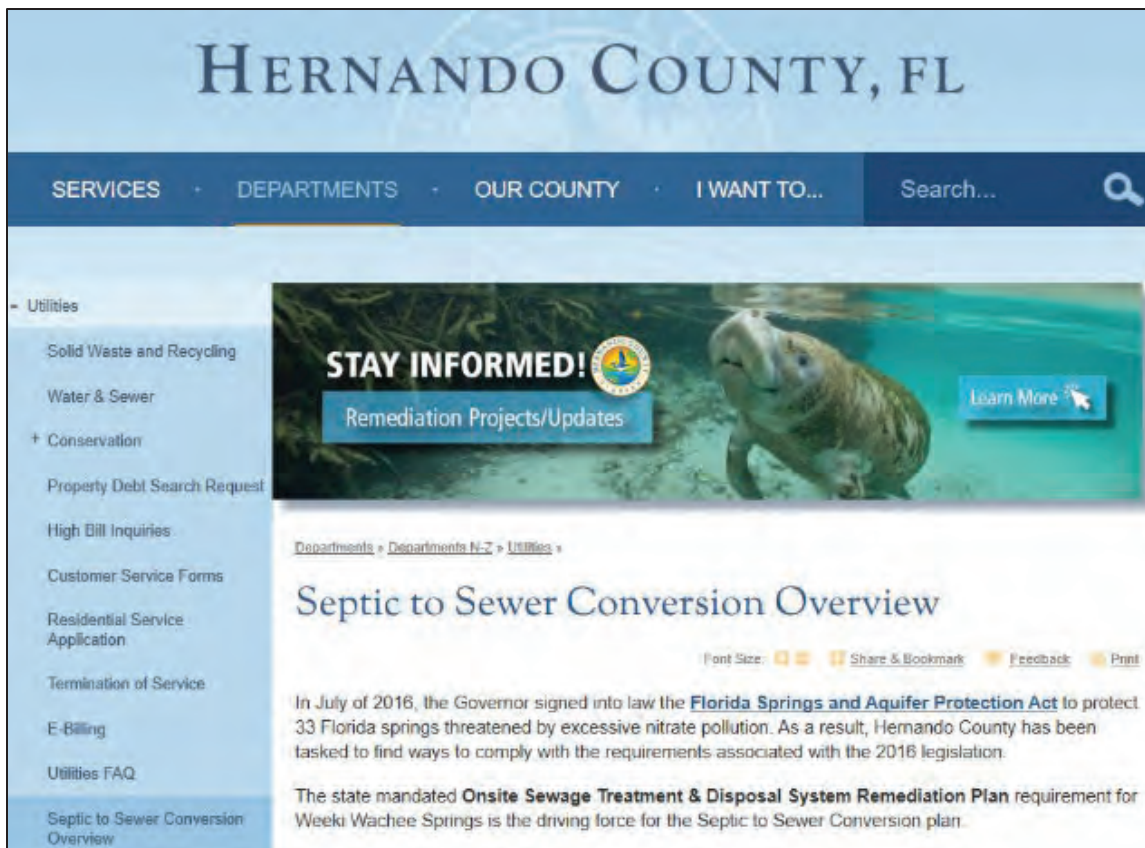 HERNANDO COUNTY, FL
SERVICES · DEPARTMENTS · OUR COUNTY · I WANT TO... Search...
- Utilities
Solid Waste and Recycling
Water & Sewer
+ Conservation
Property Debt Search Request
High Bill Inquiries
Customer Service Forms
Residential Service
Application
Termination of Service
E-Billing
Utilities FAQ
Septic to Sewer Conversion
Overview
STAY INFORMED!
Remediation Projects/Updates
Learn More
Departments » Departments N-Z » Utilities »
Septic to Sewer Conversion Overview
Font Size: Share & Bookmark Feedback Print
In July of 2016, the Governor signed into law the Florida Springs and Aquifer Protection Act to protect
33 Florida springs threatened by excessive nitrate pollution. As a result, Hernando County has been
tasked to find ways to comply with the requirements associated with the 2016 legislation.
The state mandated Onsite Sewage Treatment & Disposal System Remediation Plan requirement for
Weeki Wachee Springs is the driving force for the Septic to Sewer Conversion plan.